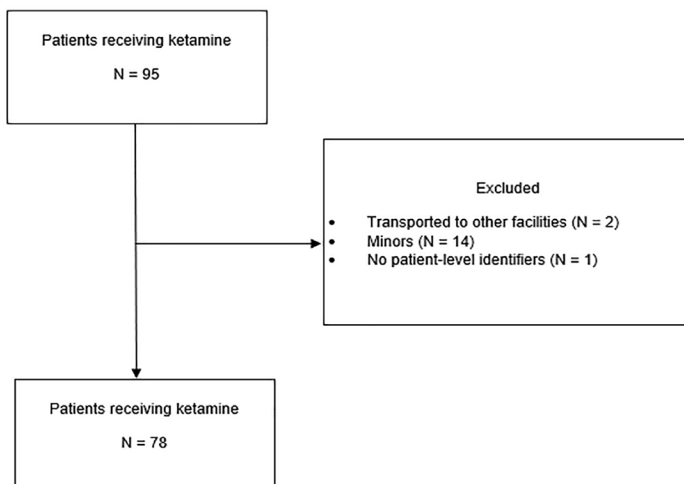 Patients receiving ketamine
N = 95
Excluded
• Transported to other facilities (N = 2)
• Minors (N = 14)
• No patient-level identifiers (N = 1)
Patients receiving ketamine
N = 78